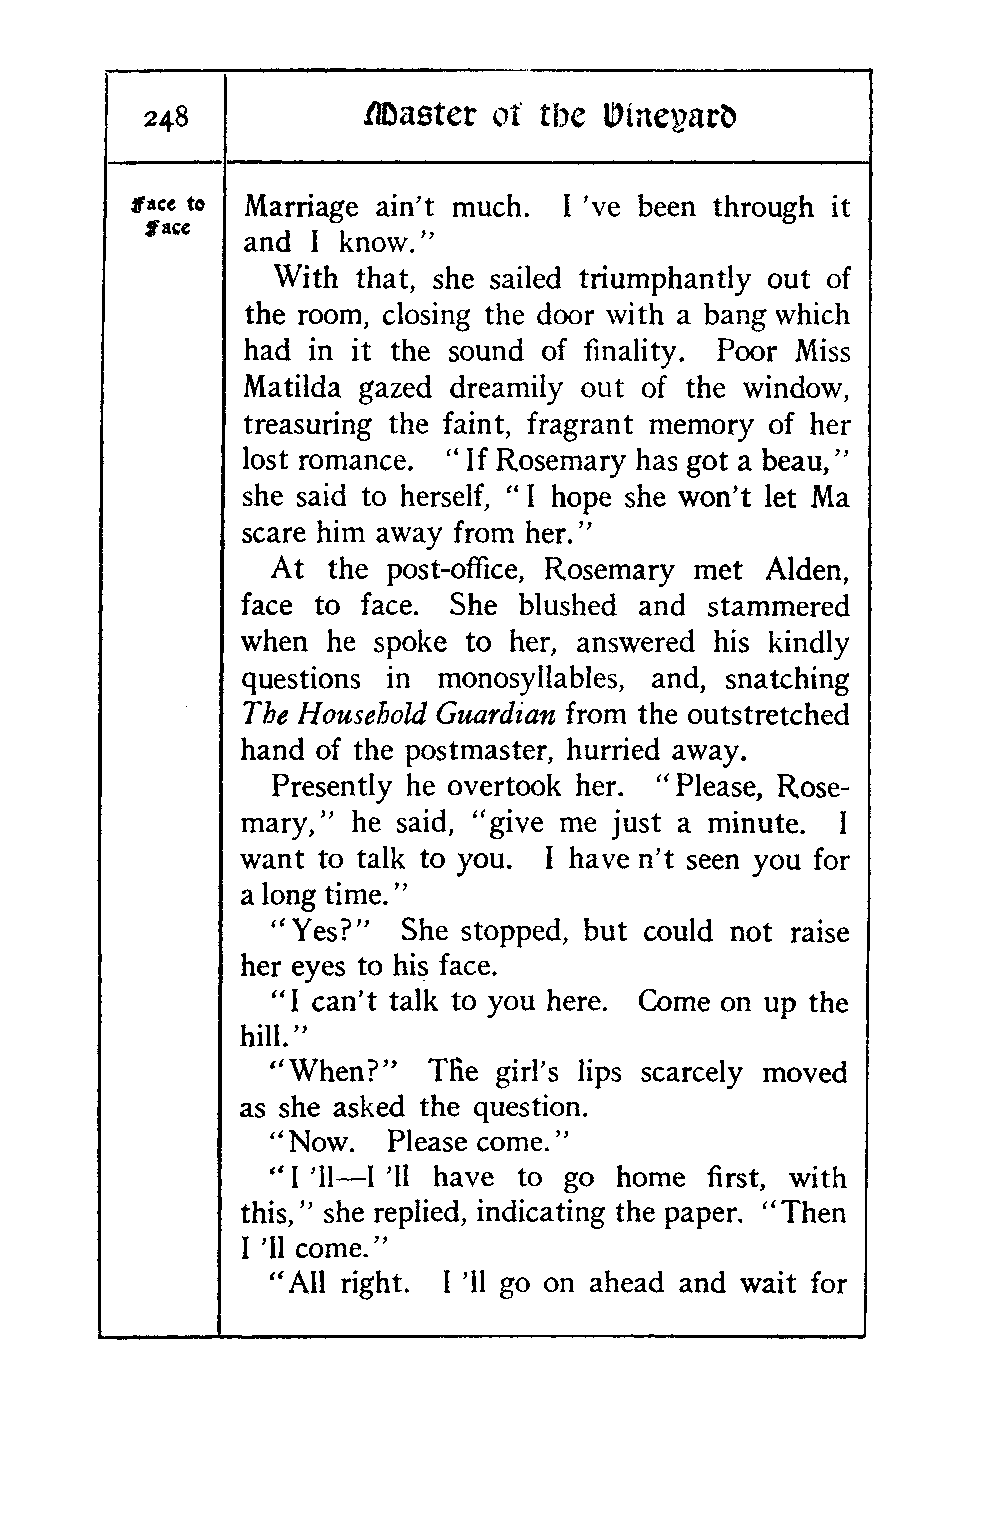 248
Master of the Vineyard
Face to
Face
Marriage ain't much. I 've been through it
and I know."
With that, she sailed triumphantly out of
the room, closing the door with a bang which
had in it the sound of finality. Poor Miss
Matilda gazed dreamily out of the window,
treasuring the faint, fragrant memory of her
lost romance. "If Rosemary has got a beau,"
she said to herself, "I hope she won't let Ma
scare him away from her."
At the post-office, Rosemary met Alden,
face to face. She blushed and stammered
when he spoke to her, answered his kindly
questions in monosyllables, and, snatching
The Household Guardian from the outstretched
hand of the postmaster, hurried away.
Presently he overtook her. "Please, Rose-
mary," he said, "give me just a minute. I
want to talk to you. I have n't seen you for
a long time."
"Yes?" She stopped, but could not raise
her eyes to his face.
"I can't talk to you here. Come on up the
hill."
"When?" The girl's lips scarcely moved
as she asked the question.
"Now. Please come."
"I 'll—I 'll have to go home first, with
this," she replied, indicating the paper. "Then
I 'll come."
"All right. I 'll go on ahead and wait for